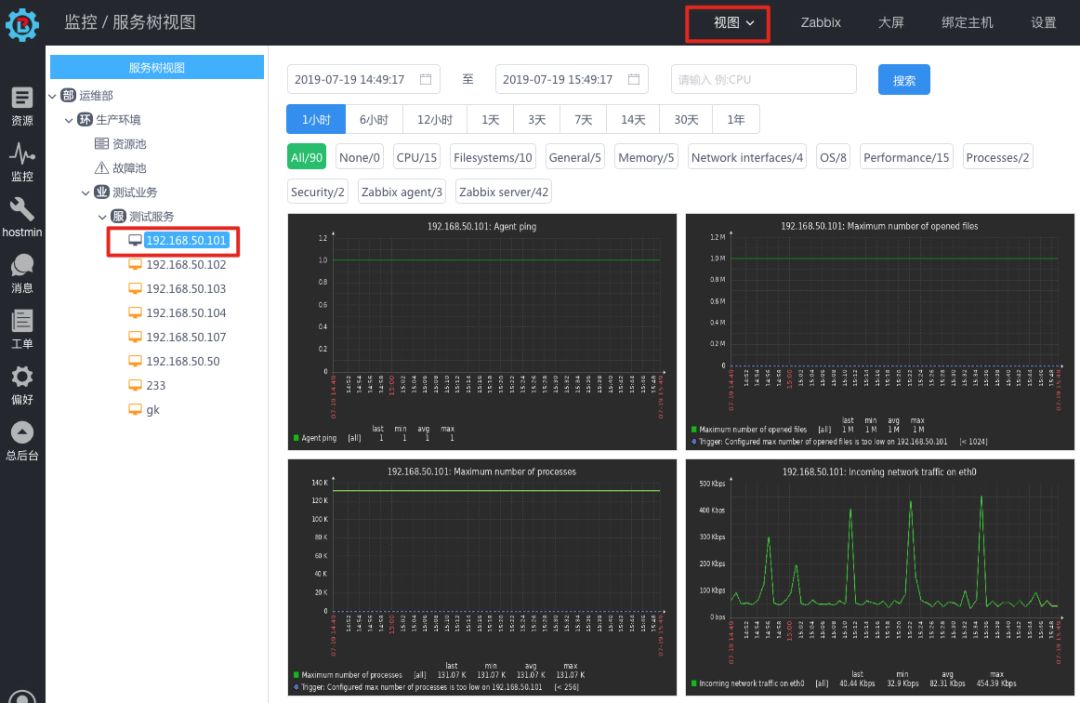 监控 / 服务树视图
视图
Zabbix
大屏
绑定主机
设置
资源
监控
hostmin
消息
工单
偏好
总后台
服务树视图
部 运维部
环 生产环境
资源池
故障池
业 测试业务
服 测试服务
192.168.50.101
192.168.50.102
192.168.50.103
192.168.50.104
192.168.50.107
192.168.50.50
233
gk
2019-07-19 14:49:17 至 2019-07-19 15:49:17 请输入 例:CPU 搜索
1小时 6小时 12小时 1天 3天 7天 14天 30天 1年
All/90 None/0 CPU/15 Filesystems/10 General/5 Memory/5 Network interfaces/4 OS/8 Performance/15 Processes/2
Security/2 Zabbix agent/3 Zabbix server/42
192.168.50.101: Agent ping
1.2
1.0
0.8
0.6
0.4
0.2
0
last min avg max
Agent ping [all] 1 1 1 1
192.168.50.101: Maximum number of opened files
1.2 M
1.0 M
0.8 M
0.6 M
0.4 M
0.2 M
0
last min avg max
Maximum number of opened files [all] 1 M 1 M 1 M 1 M
Trigger: Configured max number of opened files is too low on 192.168.50.101 [< 1024]
192.168.50.101: Maximum number of processes
140 K
120 K
100 K
80 K
60 K
40 K
20 K
0
last min avg max
Maximum number of processes [all] 131.07 K 131.07 K 131.07 K 131.07 K
Trigger: Configured max number of processes is too low on 192.168.50.101 [< 256]
192.168.50.101: Incoming network traffic on eth0
500 Kbps
400 Kbps
300 Kbps
200 Kbps
100 Kbps
0 bps
last min avg max
Incoming network traffic on eth0 [all] 40.44 Kbps 32.9 Kbps 82.31 Kbps 454.39 Kbps